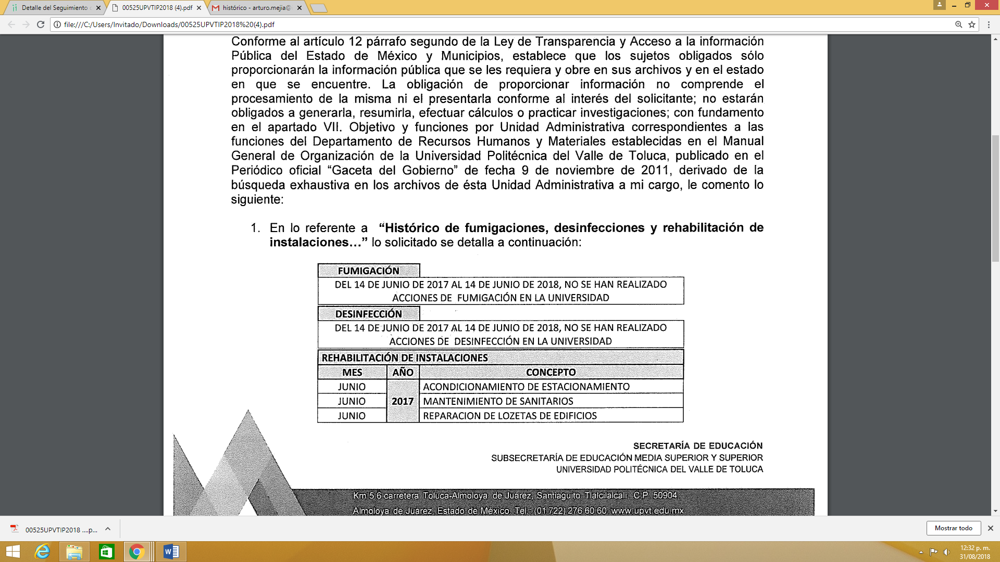 Detalle del Seguimiento
00525UPVTIP2018 (4).pdf
histórico - arturo.mejia@
file:///C:/Users/Invitado/Downloads/00525UPVTIP2018%20(4).pdf
Conforme al artículo 12 párrafo segundo de la Ley de Transparencia y Acceso a la información
Pública del Estado de México y Municipios, establece que los sujetos obligados sólo
proporcionarán la información pública que se les requiera y obre en sus archivos y en el estado
en que se encuentre. La obligación de proporcionar información no comprende el
procesamiento de la misma ni el presentarla conforme al interés del solicitante; no estarán
obligados a generarla, resumirla, efectuar cálculos o practicar investigaciones; con fundamento
en el apartado VII. Objetivo y funciones por Unidad Administrativa correspondientes a las
funciones del Departamento de Recursos Humanos y Materiales establecidas en el Manual
General de Organización de la Universidad Politécnica del Valle de Toluca, publicado en el
Periódico oficial “Gaceta del Gobierno” de fecha 9 de noviembre de 2011, derivado de la
búsqueda exhaustiva en los archivos de ésta Unidad Administrativa a mi cargo, le comento lo
siguiente:
1. En lo referente a “Histórico de fumigaciones, desinfecciones y rehabilitación de
instalaciones...” lo solicitado se detalla a continuación:
FUMIGACIÓN
DEL 14 DE JUNIO DE 2017 AL 14 DE JUNIO DE 2018, NO SE HAN REALIZADO
ACCIONES DE FUMIGACIÓN EN LA UNIVERSIDAD
DESINFECCIÓN
DEL 14 DE JUNIO DE 2017 AL 14 DE JUNIO DE 2018, NO SE HAN REALIZADO
ACCIONES DE DESINFECCIÓN EN LA UNIVERSIDAD
REHABILITACIÓN DE INSTALACIONES
MES AÑO CONCEPTO
JUNIO ACONDICIONAMIENTO DE ESTACIONAMIENTO
JUNIO 2017 MANTENIMIENTO DE SANITARIOS
JUNIO REPARACION DE LOZETAS DE EDIFICIOS
SECRETARÍA DE EDUCACIÓN
SUBSECRETARÍA DE EDUCACIÓN MEDIA SUPERIOR Y SUPERIOR
UNIVERSIDAD POLITÉCNICA DEL VALLE DE TOLUCA
Km 5.6 carretera Toluca-Almoloya de Juárez, Santiaguito Tlalcilalcali, C.P. 50904.
Almoloya de Juárez, Estado de México. Tel.: (01 722) 276 60 60 www.upvt.edu.mx
00525UPVTIP2018 ....p...
Mostrar todo
12:32 p. m.
31/08/2018